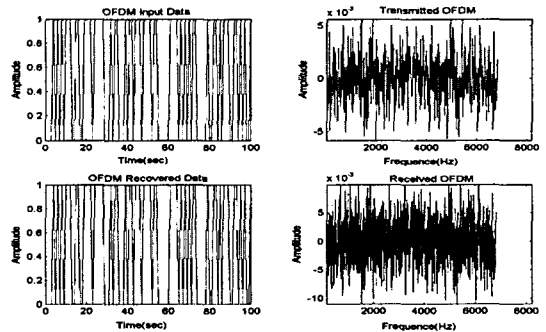 OFDM Input Data
1
0.8
0.6
0.4
0.2
0
Amplitude
0 20 40 60 80 100
Time(sec)
Transmitted OFDM
x 10 -3
5
0
-5
Amplitude
2000 4000 6000 8000
Frequence(Hz)
OFDM Recovered Data
1
0.8
0.6
0.4
0.2
0
Amplitude
0 20 40 60 80 100
Time(sec)
Received OFDM
x 10 -3
10
5
0
-5
-10
Amplitude
2000 4000 6000 8000
Frequence(Hz)